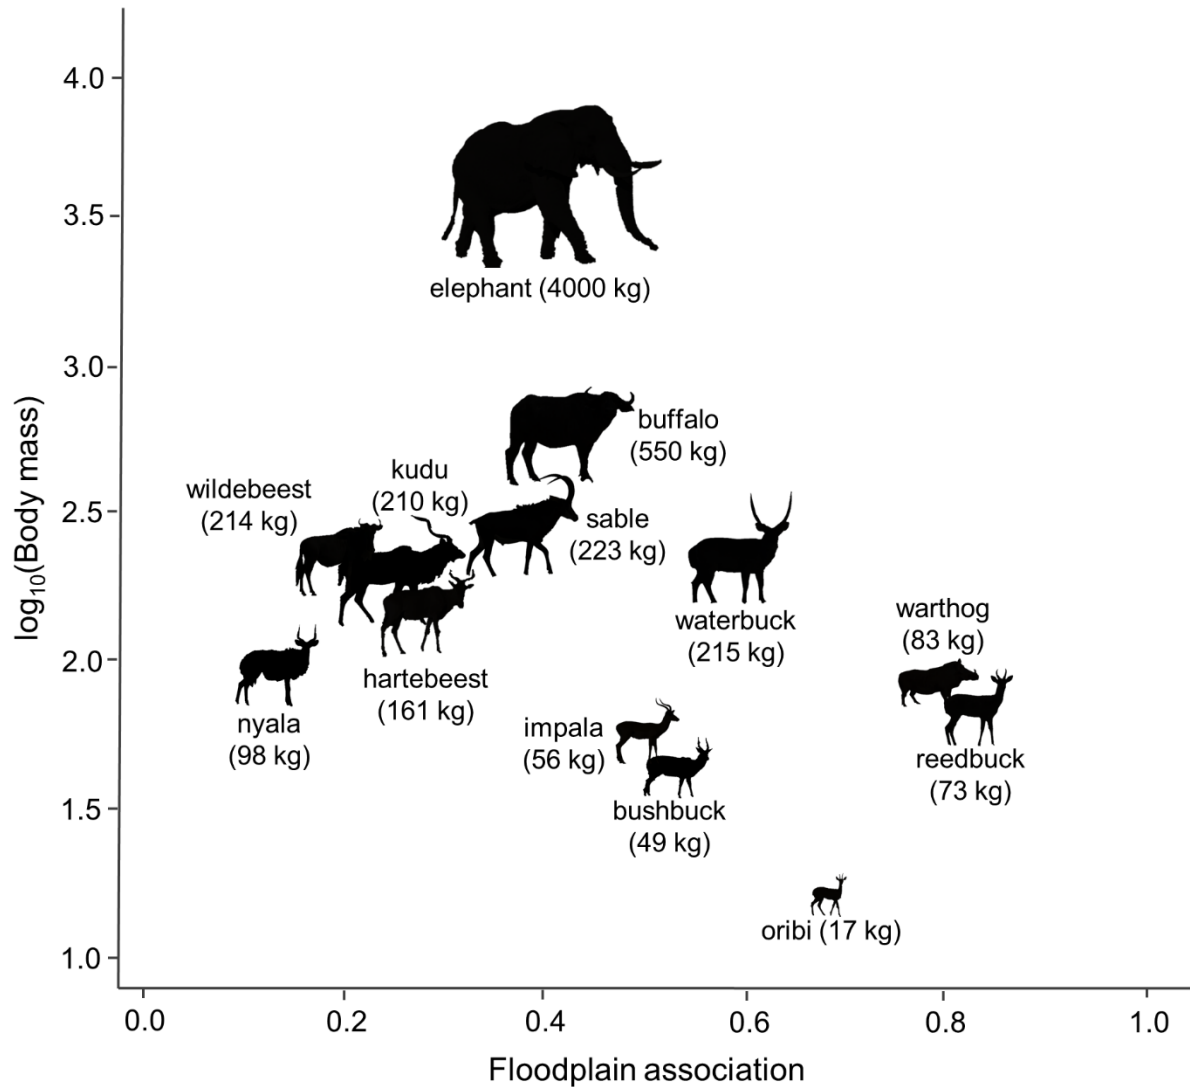 4.0
3.5
3.0
2.5
2.0
1.5
1.0
log₁₀(Body mass)
elephant (4000 kg)
buffalo
(550 kg)
kudu
(210 kg)
wildebeest
(214 kg)
sable
(223 kg)
waterbuck
(215 kg)
warthog
(83 kg)
hartebeest
(161 kg)
nyala
(98 kg)
impala
(56 kg)
reedbuck
(73 kg)
bushbuck
(49 kg)
oribi (17 kg)
0.0
0.2
0.4
0.6
0.8
1.0
Floodplain association